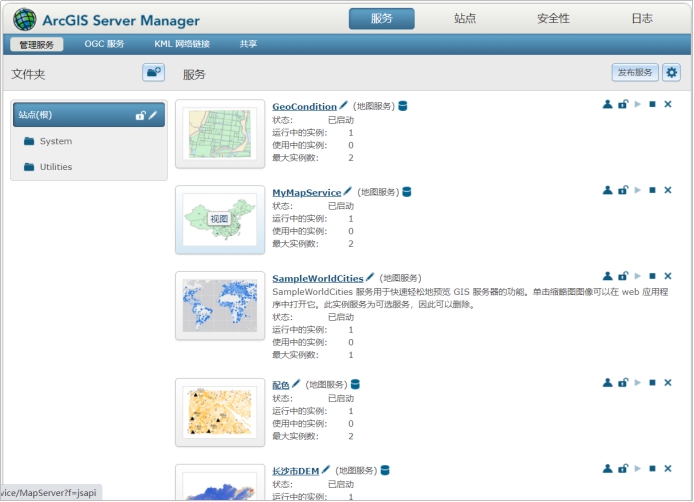 ArcGIS Server Manager
服务 站点 安全性 日志
管理服务 OGC 服务 KML 网络链接 共享
文件夹 服务 发布服务
站点(根)
System
Utilities
GeoCondition (地图服务)
状态: 已启动
运行中的实例: 1
使用中的实例: 0
最大实例数: 2
MyMapService (地图服务)
视图
状态: 已启动
运行中的实例: 1
使用中的实例: 0
最大实例数: 2
SampleWorldCities (地图服务)
SampleWorldCities 服务用于快速轻松地预览 GIS 服务器的功能。单击缩略图图像可以在 web 应用程
序中打开它。此实例服务为可选服务，因此可以删除。
状态: 已启动
运行中的实例: 1
使用中的实例: 0
最大实例数: 1
配色 (地图服务)
状态: 已启动
运行中的实例: 1
使用中的实例: 0
最大实例数: 2
长沙市DEM (地图服务)
状态: 已启动
运行中的实例: 1
vice/MapServer?f=jsapi